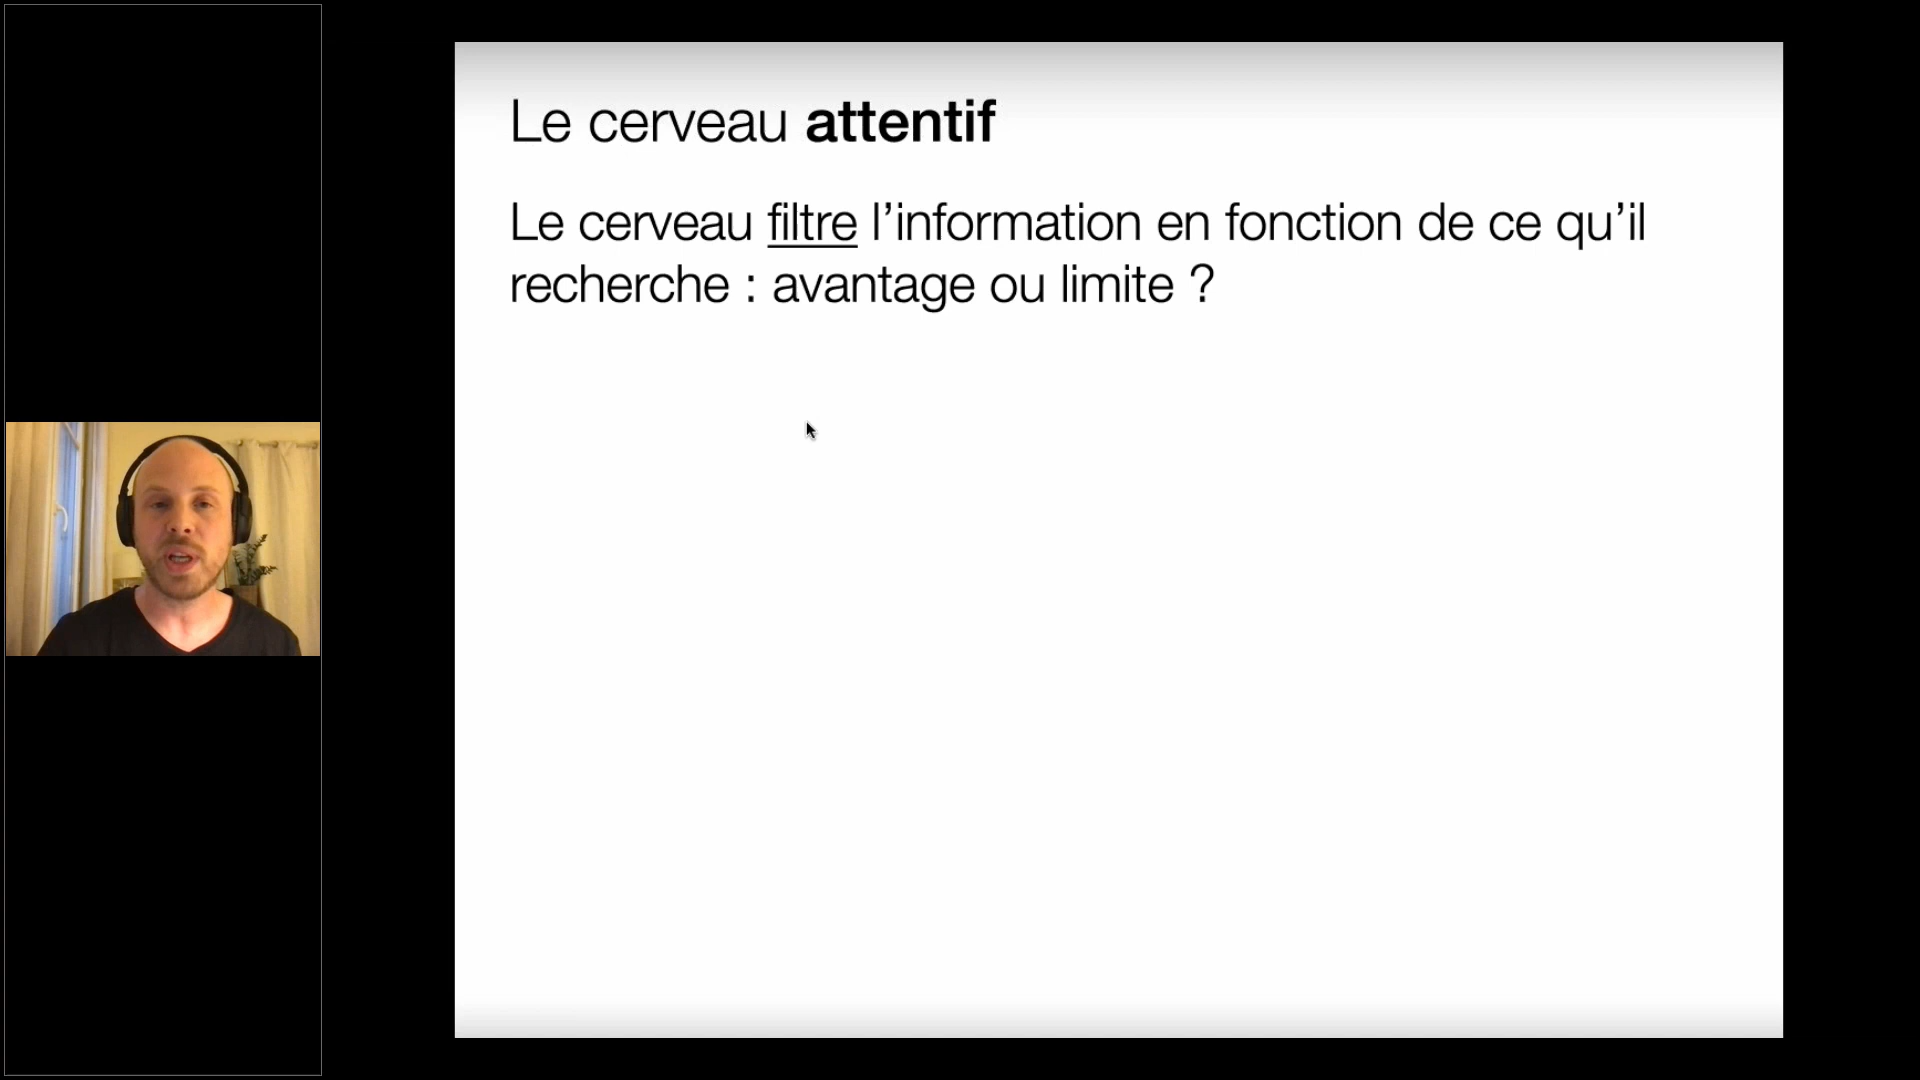 Le cerveau attentif
Le cerveau filtre l’information en fonction de ce qu’il
recherche : avantage ou limite ?